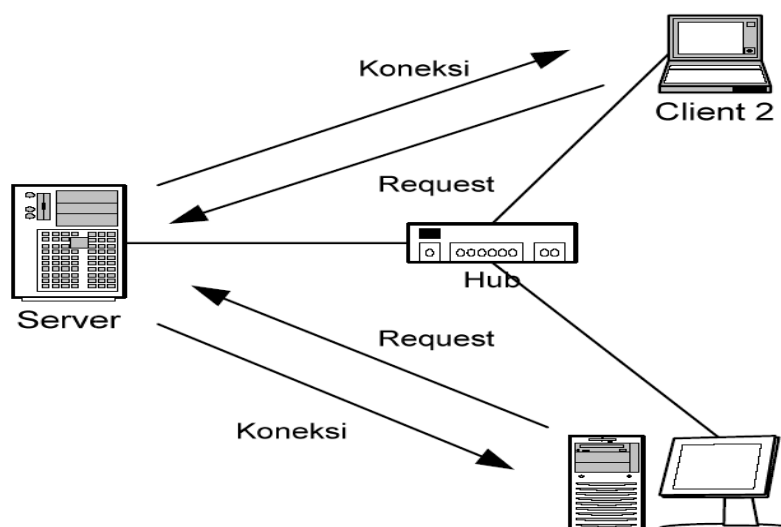 Koneksi
Client 2
Request
Hub
Server
Request
Koneksi